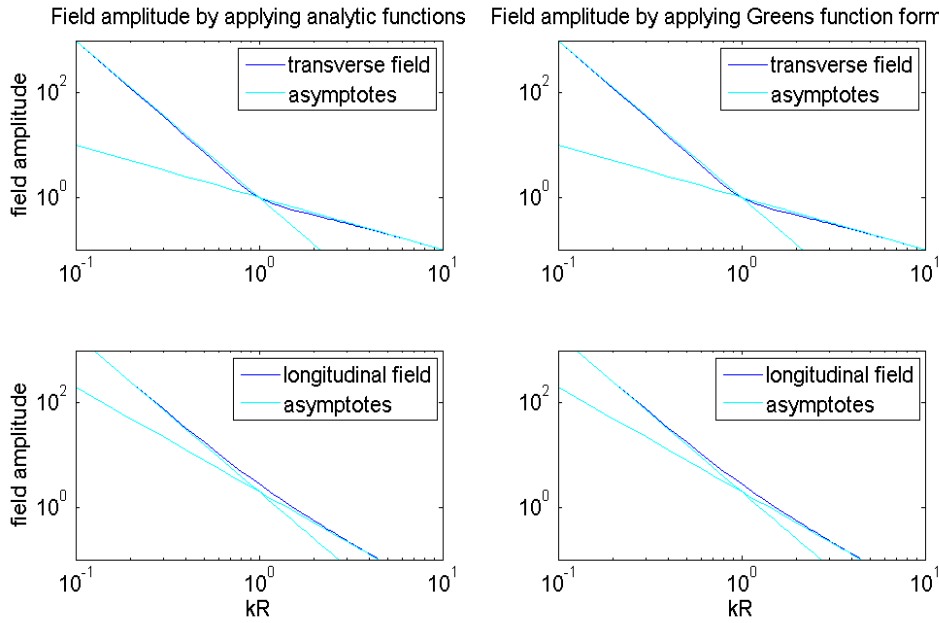 Field amplitude by applying analytic functions
Field amplitude by applying Greens function form
field amplitude
10^2
10^0
transverse field
asymptotes
10^-1
10^0
10^1
10^2
10^0
transverse field
asymptotes
10^-1
10^0
10^1
field amplitude
10^2
10^0
longitudinal field
asymptotes
10^-1
10^0
10^1
kR
10^2
10^0
longitudinal field
asymptotes
10^-1
10^0
10^1
kR